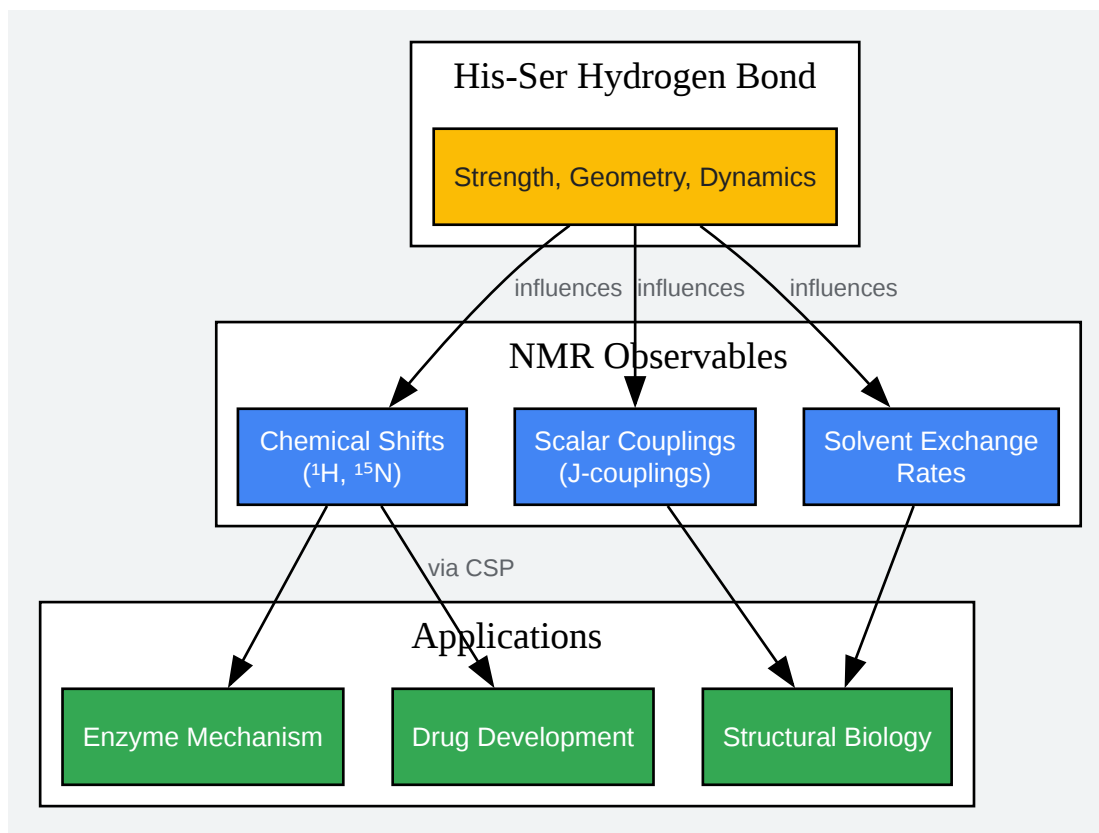 His-Ser Hydrogen Bond
Strength, Geometry, Dynamics
influences
influences
influences
NMR Observables
Chemical Shifts
(¹H, ¹⁵N)
Scalar Couplings
(J-couplings)
Solvent Exchange
Rates
via CSP
Applications
Enzyme Mechanism
Drug Development
Structural Biology